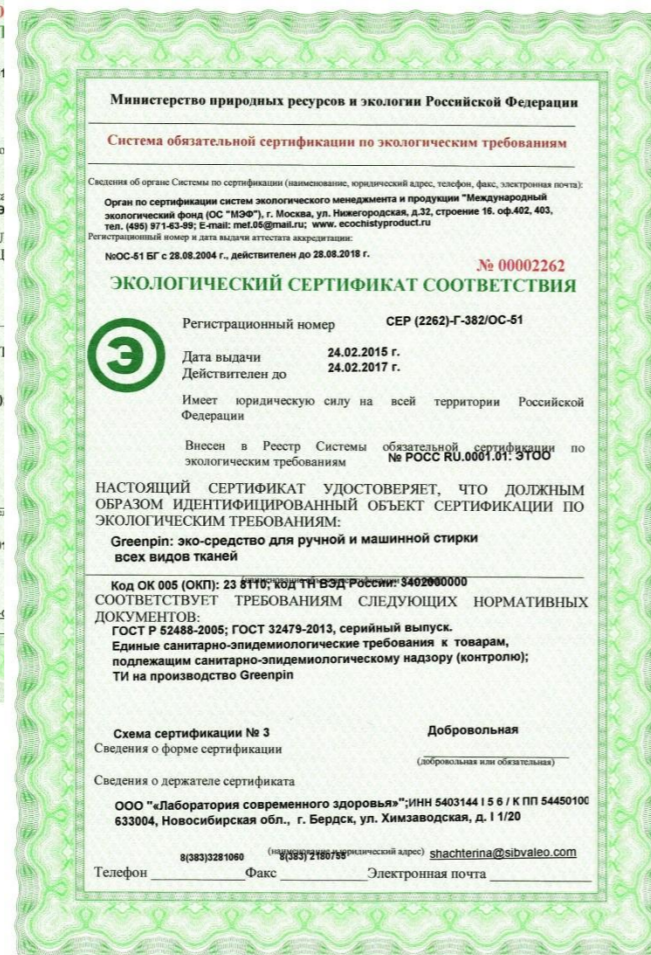 Министерство природных ресурсов и экологии Российской Федерации
Система обязательной сертификации по экологическим требованиям
Сведения об органе Системы по сертификации (наименование, юридический адрес, телефон, факс, электронная почта):
Орган по сертификации систем экологического менеджмента и продукции "Международный
экологический фонд (ОС "МЭФ"), г. Москва, ул. Нижегородская, д.32, строение 16. оф.402, 403,
тел. (495) 971-63-99; E-mail: mef.05@mail.ru; www. ecochistyproduct.ru
Регистрационный номер и дата выдачи аттестата аккредитации:
№ОС-51 БГ с 28.08.2004 г., действителен до 28.08.2018 г.
№ 00002262
ЭКОЛОГИЧЕСКИЙ СЕРТИФИКАТ СООТВЕТСТВИЯ
Э
Регистрационный номер СЕР (2262)-Г-382/ОС-51
Дата выдачи 24.02.2015 г.
Действителен до 24.02.2017 г.
Имеет юридическую силу на всей территории Российской
Федерации
Внесен в Реестр Системы обязательной сертификации по
экологическим требованиям № РОСС RU.0001.01. ЭТОО
НАСТОЯЩИЙ СЕРТИФИКАТ УДОСТОВЕРЯЕТ, ЧТО ДОЛЖНЫМ
ОБРАЗОМ ИДЕНТИФИЦИРОВАННЫЙ ОБЪЕКТ СЕРТИФИКАЦИИ ПО
ЭКОЛОГИЧЕСКИМ ТРЕБОВАНИЯМ:
Greenpin: эко-средство для ручной и машинной стирки
всех видов тканей
Код ОК 005 (ОКП): 23 8110; код ТН ВЭД России: 3402000000
СООТВЕТСТВУЕТ ТРЕБОВАНИЯМ СЛЕДУЮЩИХ НОРМАТИВНЫХ
ДОКУМЕНТОВ:
ГОСТ Р 52488-2005; ГОСТ 32479-2013, серийный выпуск.
Единые санитарно-эпидемиологические требования к товарам,
подлежащим санитарно-эпидемиологическому надзору (контролю);
ТИ на производство Greenpin
Схема сертификации № 3 Добровольная
Сведения о форме сертификации
(добровольная или обязательная)
Сведения о держателе сертификата
ООО "«Лаборатория современного здоровья»";ИНН 5403144 I 5 6 / К ПП 54450100
633004, Новосибирская обл., г. Бердск, ул. Химзаводская, д. I 1/20
(наименование и юридический адрес)
8(383)3281060 8(383) 2180755 shachterina@sibvaleo.com
Телефон Факс Электронная почта